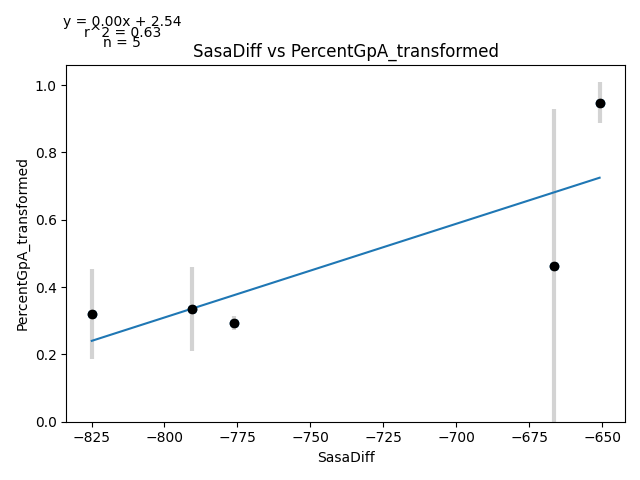 y = 0.00x + 2.54
r^2 = 0.63
n = 5
SasaDiff vs PercentGpA_transformed
PercentGpA_transformed
1.0
0.8
0.6
0.4
0.2
0.0
−825 −800 −775 −750 −725 −700 −675 −650
SasaDiff